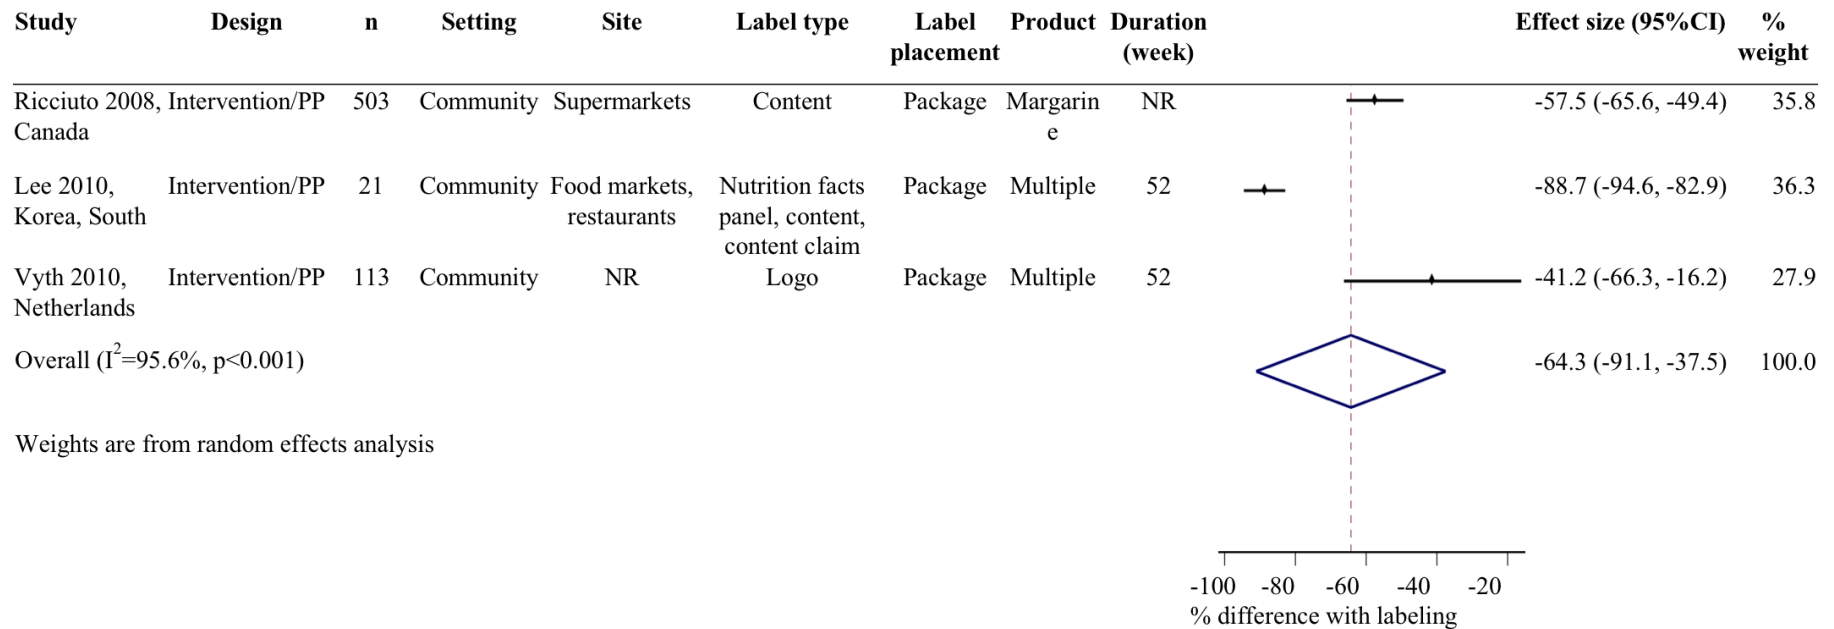 Study Design n Setting Site Label type Label Product Duration Effect size (95%CI) %
placement (week) weight
Ricciuto 2008, Intervention/PP 503 Community Supermarkets Content Package Margarin NR -57.5 (-65.6, -49.4) 35.8
Canada e
Lee 2010, Intervention/PP 21 Community Food markets, Nutrition facts Package Multiple 52 -88.7 (-94.6, -82.9) 36.3
Korea, South restaurants panel, content,
content claim
Vyth 2010, Intervention/PP 113 Community NR Logo Package Multiple 52 -41.2 (-66.3, -16.2) 27.9
Netherlands
Overall (I²=95.6%, p<0.001) -64.3 (-91.1, -37.5) 100.0
Weights are from random effects analysis
-100 -80 -60 -40 -20
% difference with labeling